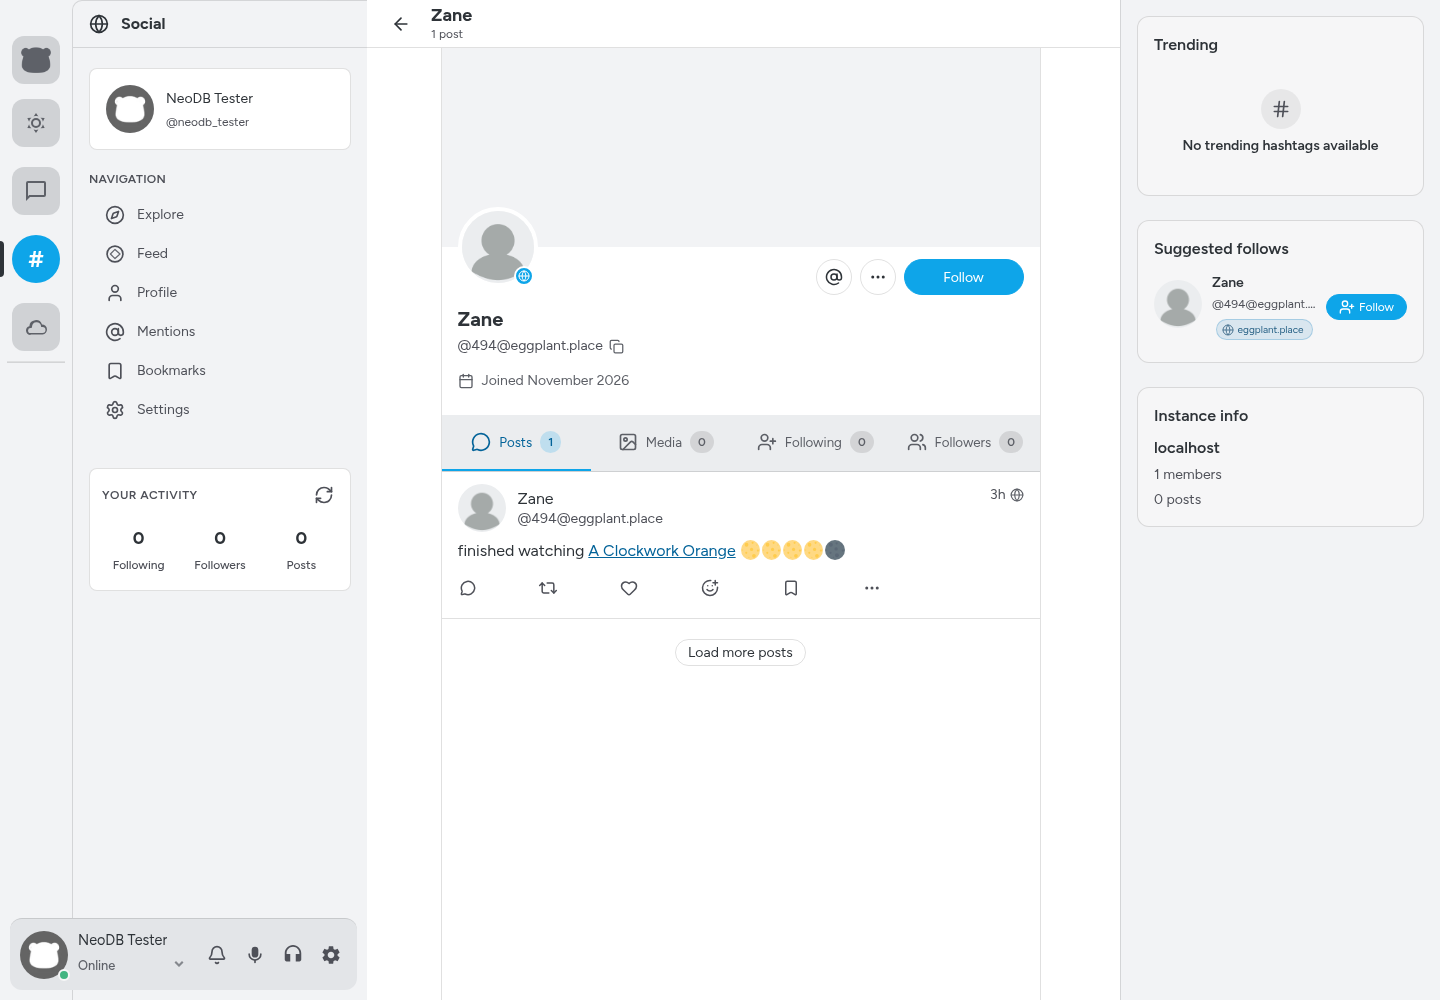 Social
NeoDB Tester
@neodb_tester
NAVIGATION
Explore
Feed
Profile
Mentions
Bookmarks
Settings
YOUR ACTIVITY
0 0 0
Following Followers Posts
NeoDB Tester
Online
Zane
1 post
Follow
Zane
@494@eggplant.place
Joined November 2026
Posts 1 Media 0 Following 0 Followers 0
Zane
3h
@494@eggplant.place
finished watching A Clockwork Orange 🌕🌕🌕🌕🌑
Load more posts
Trending
#
No trending hashtags available
Suggested follows
Zane
@494@eggplant....
Follow
eggplant.place
Instance info
localhost
1 members
0 posts